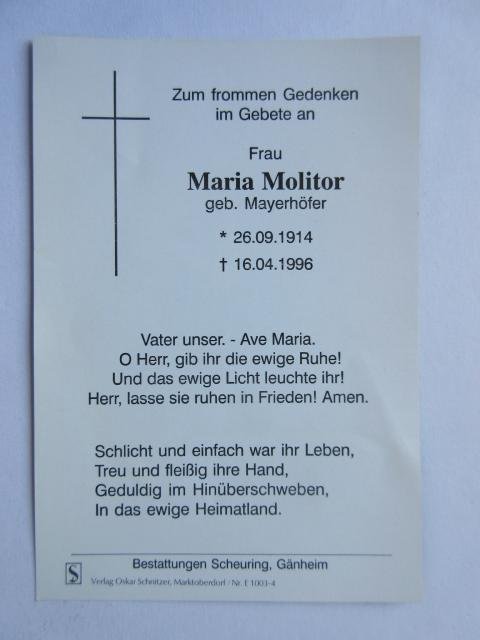 Zum frommen Gedenken
im Gebete an
Frau
Maria Molitor
geb. Mayerhöfer
* 26.09.1914
† 16.04.1996
Vater unser. - Ave Maria.
O Herr, gib ihr die ewige Ruhe!
Und das ewige Licht leuchte ihr!
Herr, lasse sie ruhen in Frieden! Amen.
Schlicht und einfach war ihr Leben,
Treu und fleißig ihre Hand,
Geduldig im Hinüberschweben,
In das ewige Heimatland.
Bestattungen Scheuring, Gänheim
Verlag Oskar Schnitzer, Marktoberdorf / Nr. E 1003-4